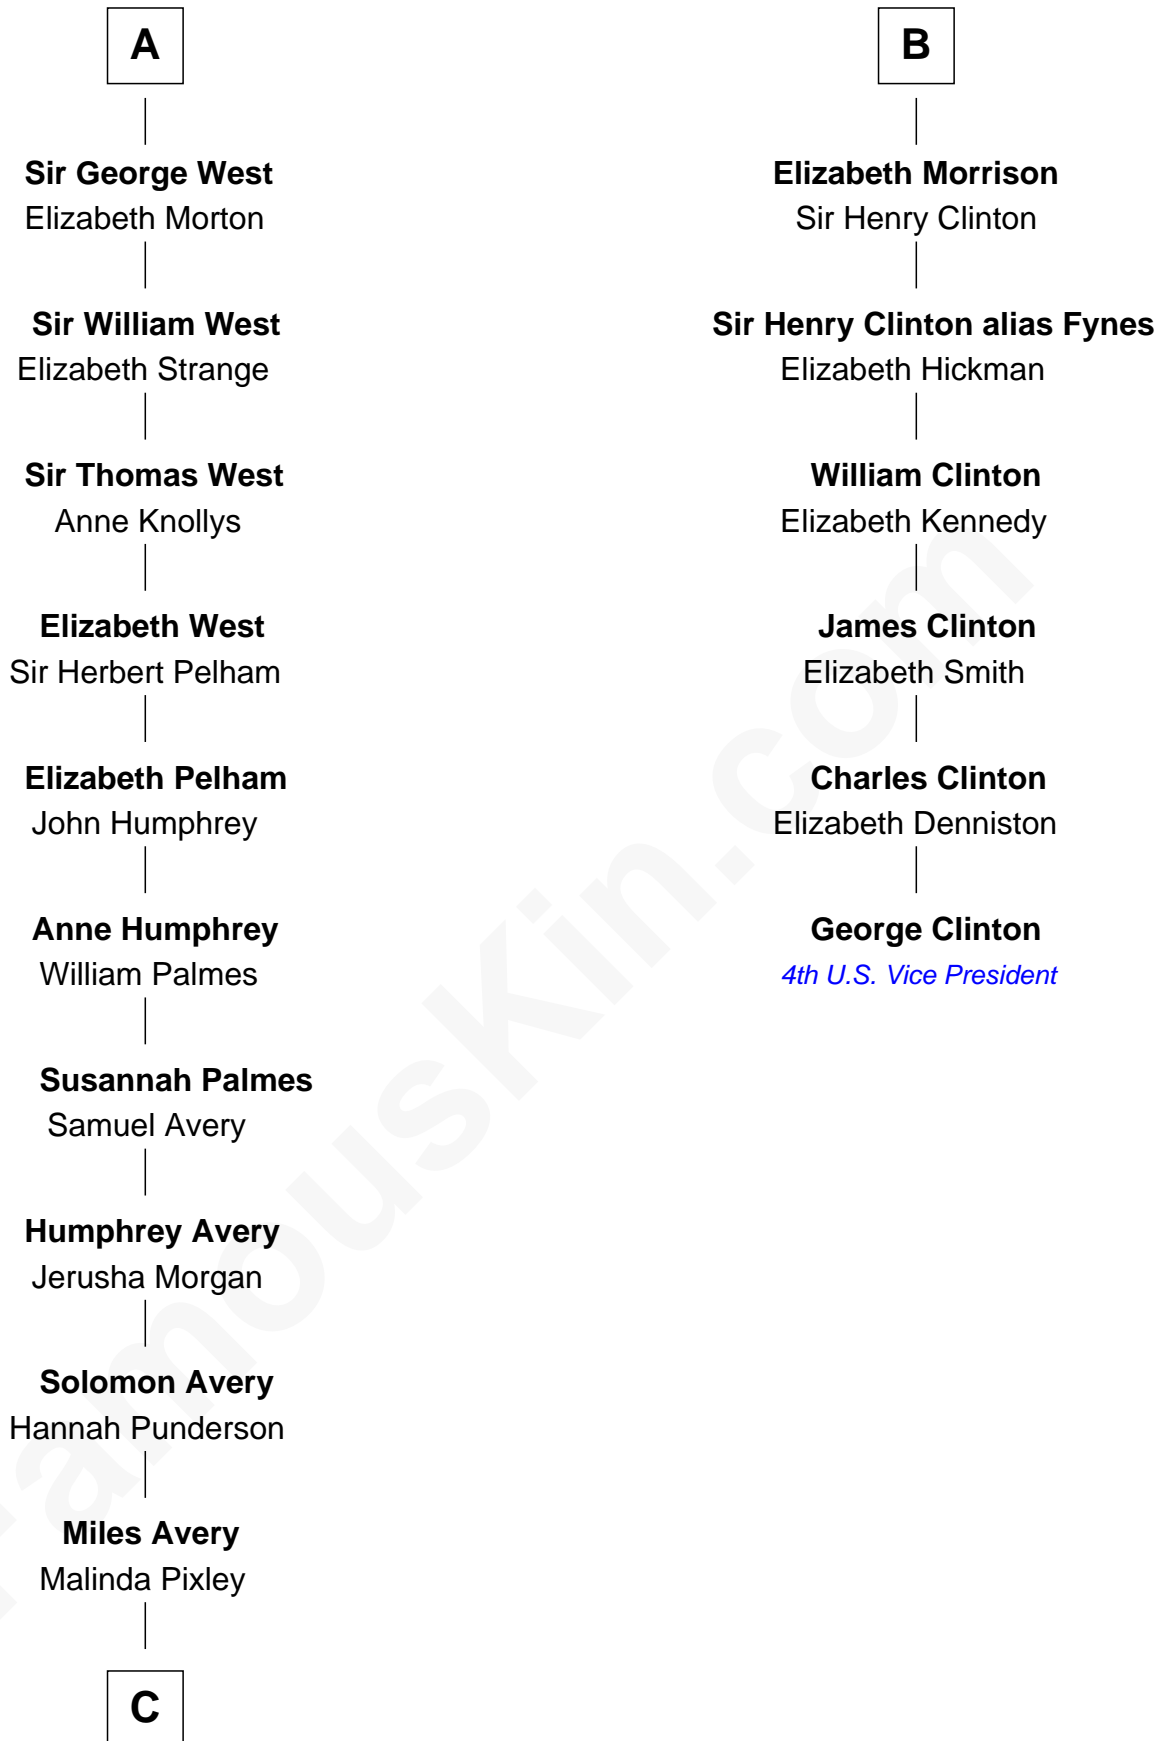 A
Sir George West
Elizabeth Morton
Sir William West
Elizabeth Strange
Sir Thomas West
Anne Knollys
Elizabeth West
Sir Herbert Pelham
Elizabeth Pelham
John Humphrey
Anne Humphrey
William Palmes
Susannah Palmes
Samuel Avery
Humphrey Avery
Jerusha Morgan
Solomon Avery
Hannah Punderson
Miles Avery
Malinda Pixley
C
B
Elizabeth Morrison
Sir Henry Clinton
Sir Henry Clinton alias Fynes
Elizabeth Hickman
William Clinton
Elizabeth Kennedy
James Clinton
Elizabeth Smith
Charles Clinton
Elizabeth Denniston
George Clinton
4th U.S. Vice President
FamousKin.com